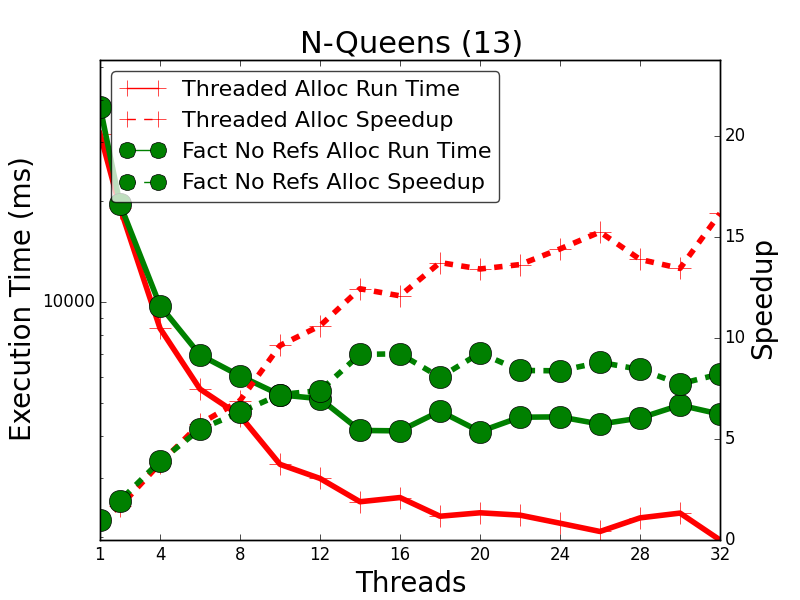 N-Queens (13)
Threaded Alloc Run Time
Threaded Alloc Speedup
Fact No Refs Alloc Run Time
Fact No Refs Alloc Speedup
Execution Time (ms)
10000
Speedup
20
15
10
5
0
1 4 8 12 16 20 24 28 32
Threads